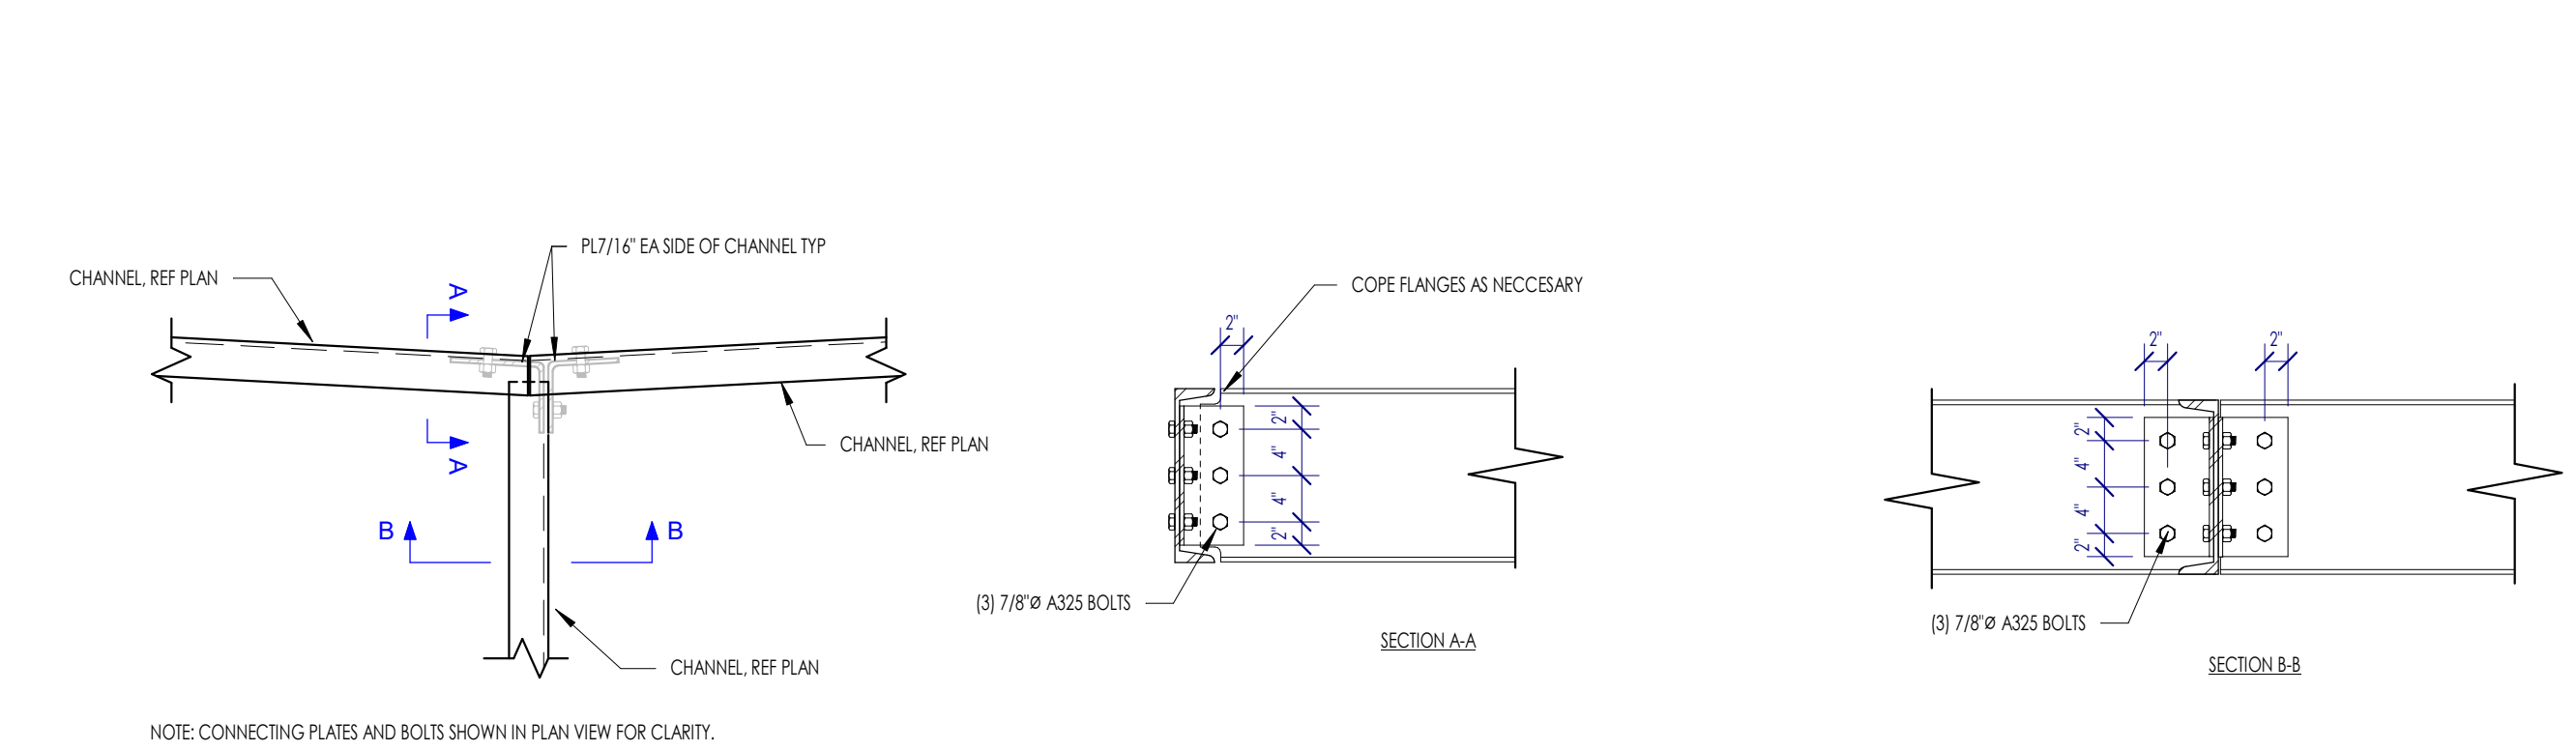 PL7/16" EA SIDE OF CHANNEL TYP
CHANNEL, REF PLAN
A
A
CHANNEL, REF PLAN
B
B
CHANNEL, REF PLAN
NOTE: CONNECTING PLATES AND BOLTS SHOWN IN PLAN VIEW FOR CLARITY.
COPE FLANGES AS NECCESARY
2"
2"
4"
4"
2"
(3) 7/8"Ø A325 BOLTS
SECTION A-A
2"
2"
2"
4"
4"
2"
(3) 7/8"Ø A325 BOLTS
SECTION B-B